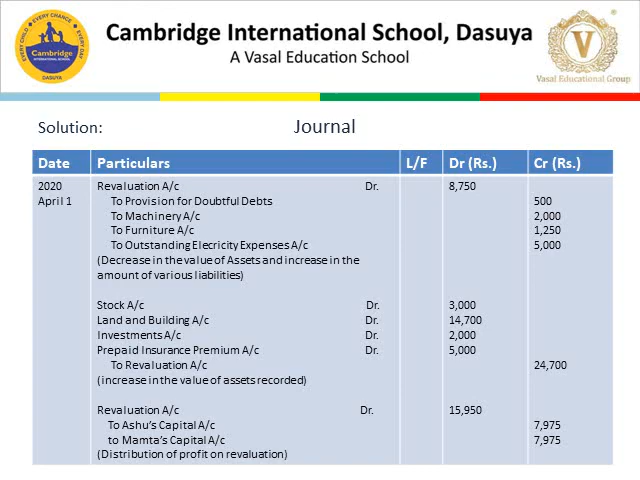 EVERY CHILD • EVERY CHANCE • EVERY DAY
Cambridge
INTERNATIONAL SCHOOL
DASUYA
Cambridge International School, Dasuya
A Vasal Education School
V
Vasal Educational Group
Solution: Journal
Date Particulars L/F Dr (Rs.) Cr (Rs.)
2020 Revaluation A/c Dr. 8,750
April 1 To Provision for Doubtful Debts 500
To Machinery A/c 2,000
To Furniture A/c 1,250
To Outstanding Elecricity Expenses A/c 5,000
(Decrease in the value of Assets and increase in the
amount of various liabilities)
Stock A/c Dr. 3,000
Land and Building A/c Dr. 14,700
Investments A/c Dr. 2,000
Prepaid Insurance Premium A/c Dr. 5,000
To Revaluation A/c 24,700
(increase in the value of assets recorded)
Revaluation A/c Dr. 15,950
To Ashu's Capital A/c 7,975
to Mamta's Capital A/c 7,975
(Distribution of profit on revaluation)